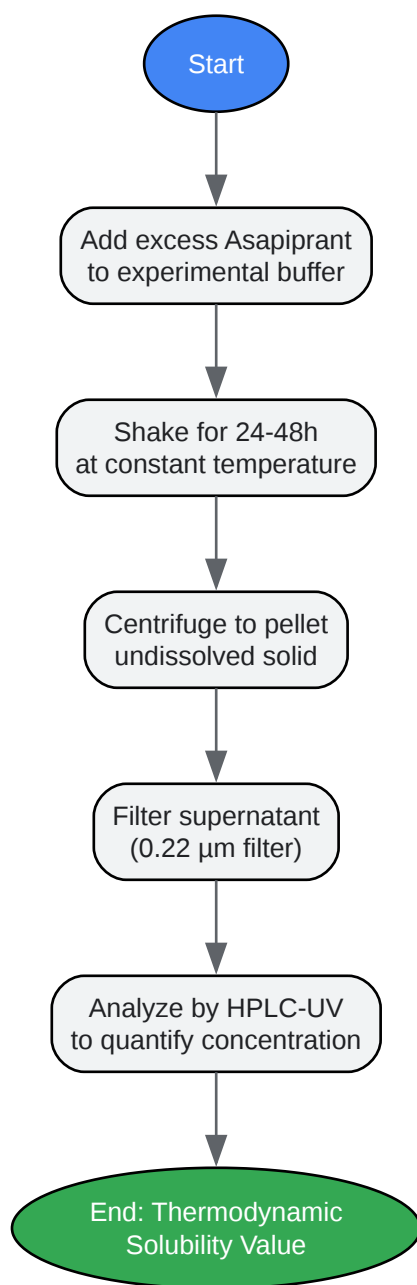 Start
Add excess Asapiprant
to experimental buffer
Shake for 24-48h
at constant temperature
Centrifuge to pellet
undissolved solid
Filter supernatant
(0.22 µm filter)
Analyze by HPLC-UV
to quantify concentration
End: Thermodynamic
Solubility Value